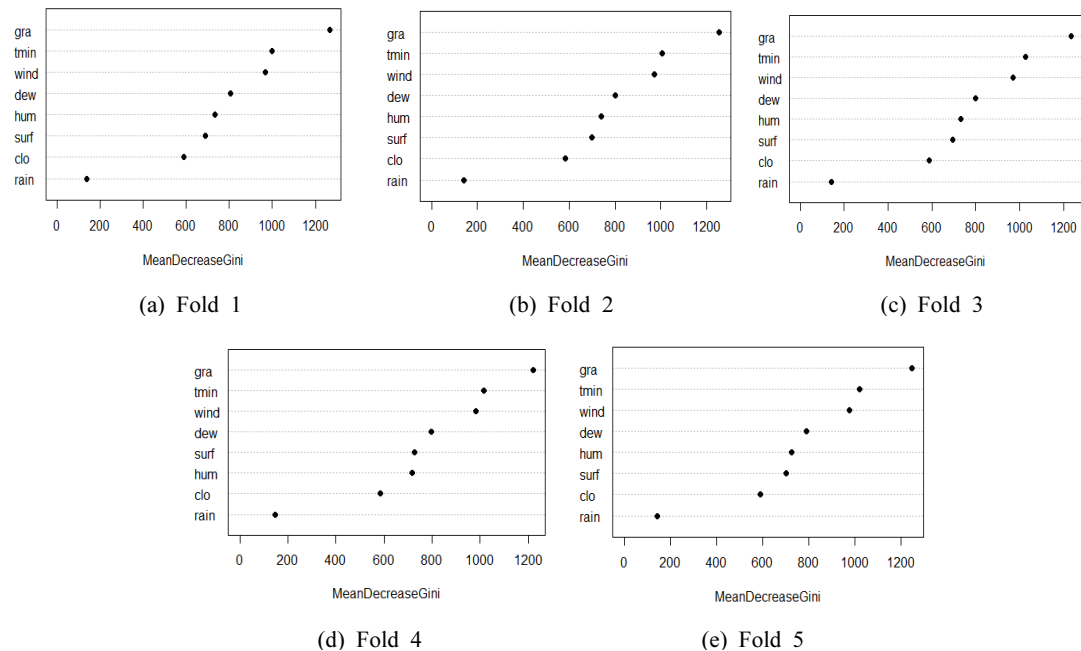 gra
tmin
wind
dew
hum
surf
clo
rain
0 200 400 600 800 1000 1200
MeanDecreaseGini
(a) Fold 1
gra
tmin
wind
dew
hum
surf
clo
rain
0 200 400 600 800 1000 1200
MeanDecreaseGini
(b) Fold 2
gra
tmin
wind
dew
hum
surf
clo
rain
0 200 400 600 800 1000 1200
MeanDecreaseGini
(c) Fold 3
gra
tmin
wind
dew
surf
hum
clo
rain
0 200 400 600 800 1000 1200
MeanDecreaseGini
(d) Fold 4
gra
tmin
wind
dew
hum
surf
clo
rain
0 200 400 600 800 1000 1200
MeanDecreaseGini
(e) Fold 5